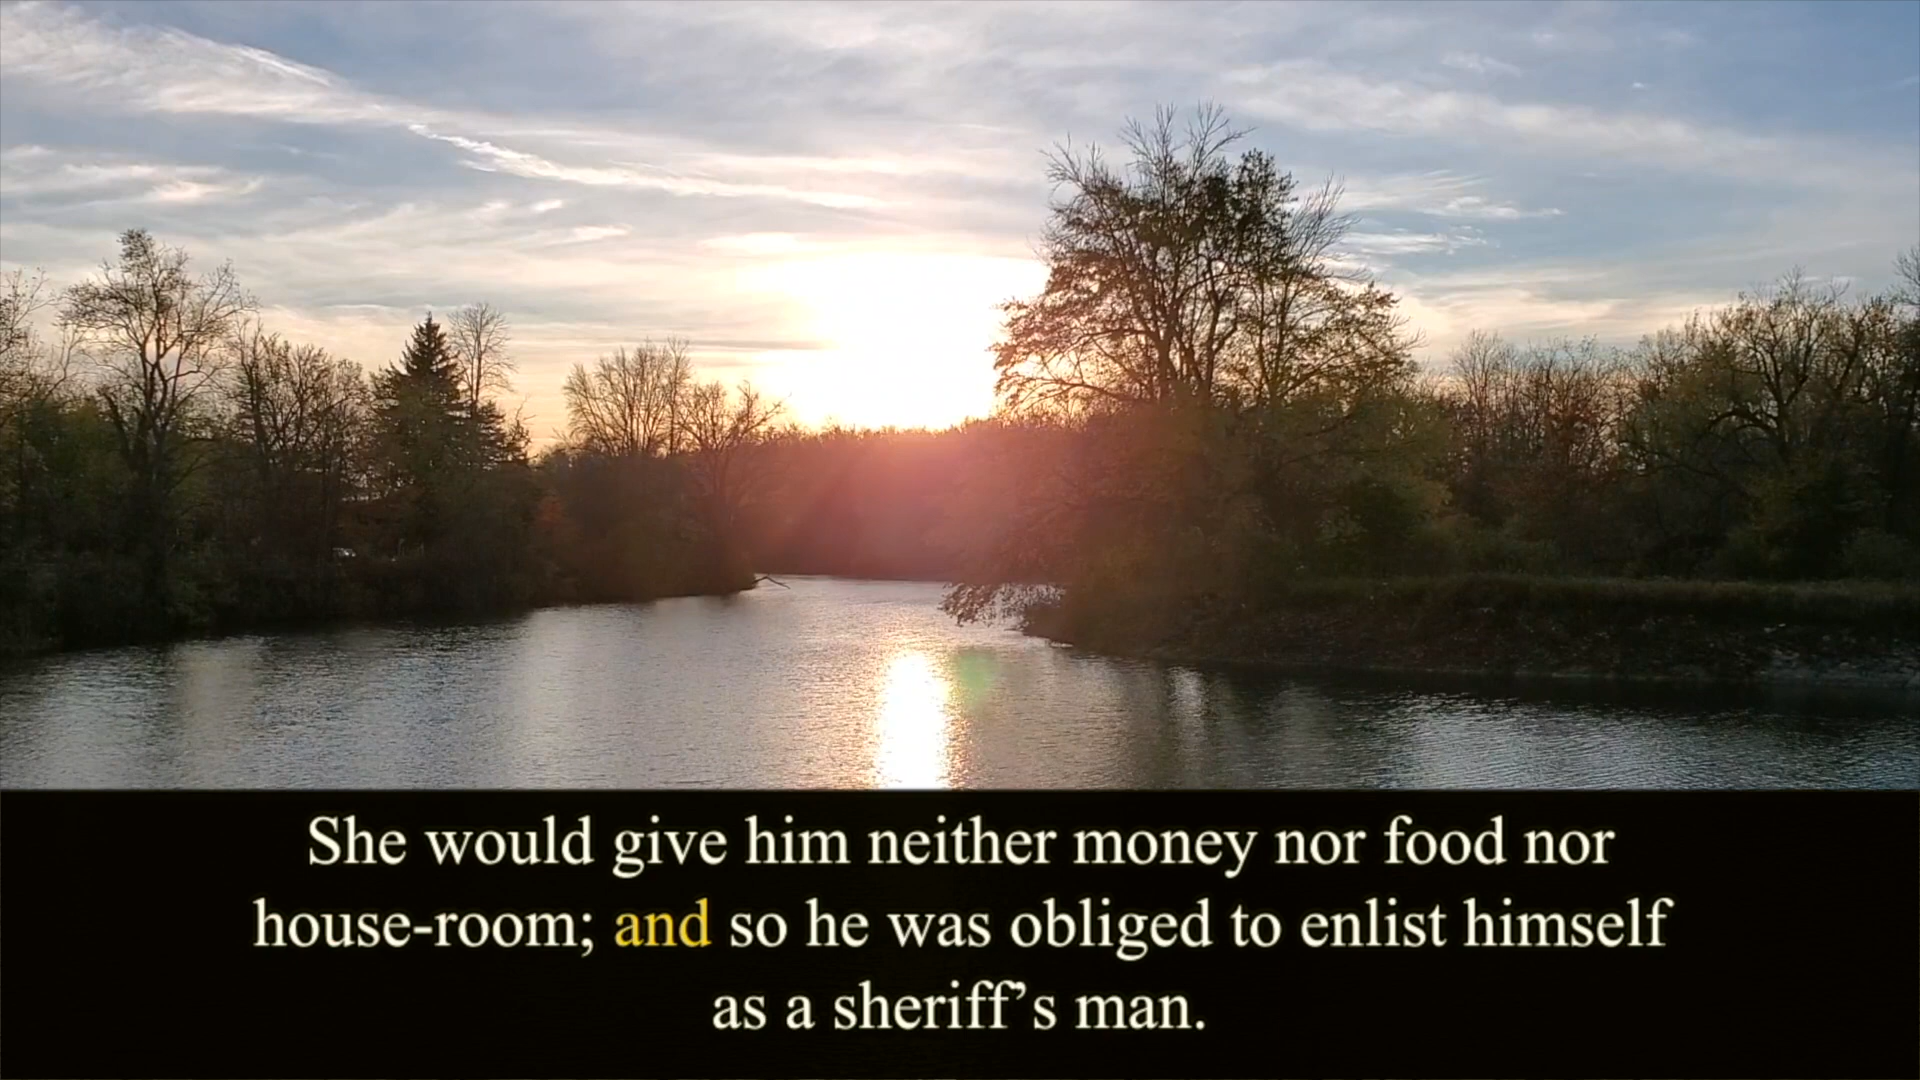 She would give him neither money nor food nor
house-room; and so he was obliged to enlist himself
as a sheriff’s man.